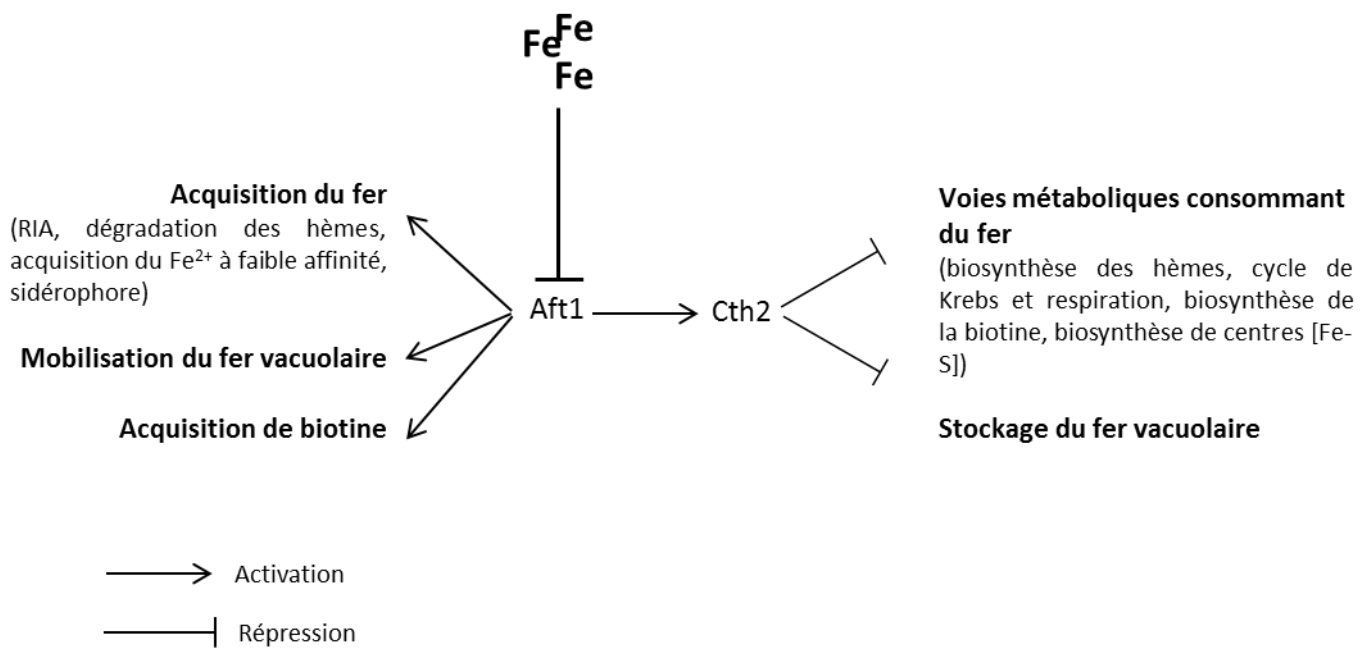 Fe
Fe
Fe
Acquisition du fer
(RIA, dégradation des hèmes,
acquisition du Fe²⁺ à faible affinité,
sidérophore)
Mobilisation du fer vacuolaire
Acquisition de biotine
Aft1
Cth2
Voies métaboliques consommant
du fer
(biosynthèse des hèmes, cycle de
Krebs et respiration, biosynthèse de
la biotine, biosynthèse de centres [Fe-
S])
Stockage du fer vacuolaire
Activation
Répression